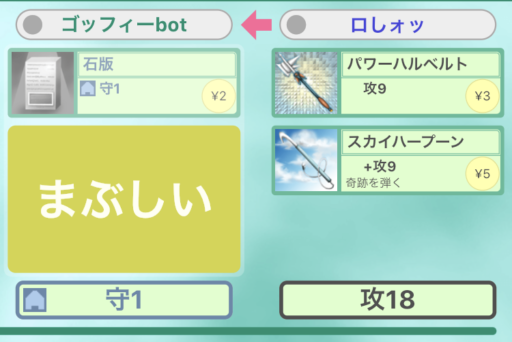 ゴッフィーbot
口しォッ
石版
守1
¥2
まぶしい
守1
パワーハルベルト
攻9
¥3
スカイハープーン
+攻9
奇跡を弾く
¥5
攻18